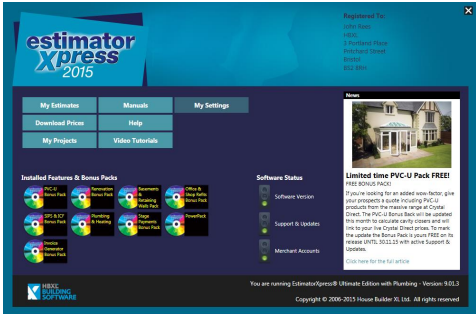 Registered To:
John Rees
HBXL
3 Portland Place
Pritchard Street
Bristol
BS2 8RH
estimator
Xpress
2015
My Estimates
Manuals
My Settings
Download Prices
Help
My Projects
Video Tutorials
Installed Features & Bonus Packs
PVC-U
Bonus Pack
Renovation
Bonus Pack
Basements
&
Retaining
Walls Pack
Office &
Shop Refits
Bonus Pack
SIPS & ICF
Bonus Pack
Plumbing
& Heating
Stage
Payments
Bonus Pack
PowerPack
Invoice
Generator
Bonus Pack
Software Status
Software Version
Support & Updates
Merchant Accounts
News
Limited time PVC-U Pack FREE!
FREE BONUS PACK!
If you're looking for an added wow-factor, give
your prospects a quote including PVC-U
products from the massive range at Crystal
Direct. The PVC-U Bonus Back will be updated
this month to calculate cavity closers and will
link to your live Crystal Direct prices. To mark
the update the Bonus Pack is yours FREE on its
release UNTIL 30.11.15 with active Support &
Updates.
Click here for the full article
HBXL
BUILDING
SOFTWARE
You are running EstimatorXpress® Ultimate Edition with Plumbing - Version: 9.01.3
Copyright © 2006-2015 House Builder XL Ltd. All rights reserved